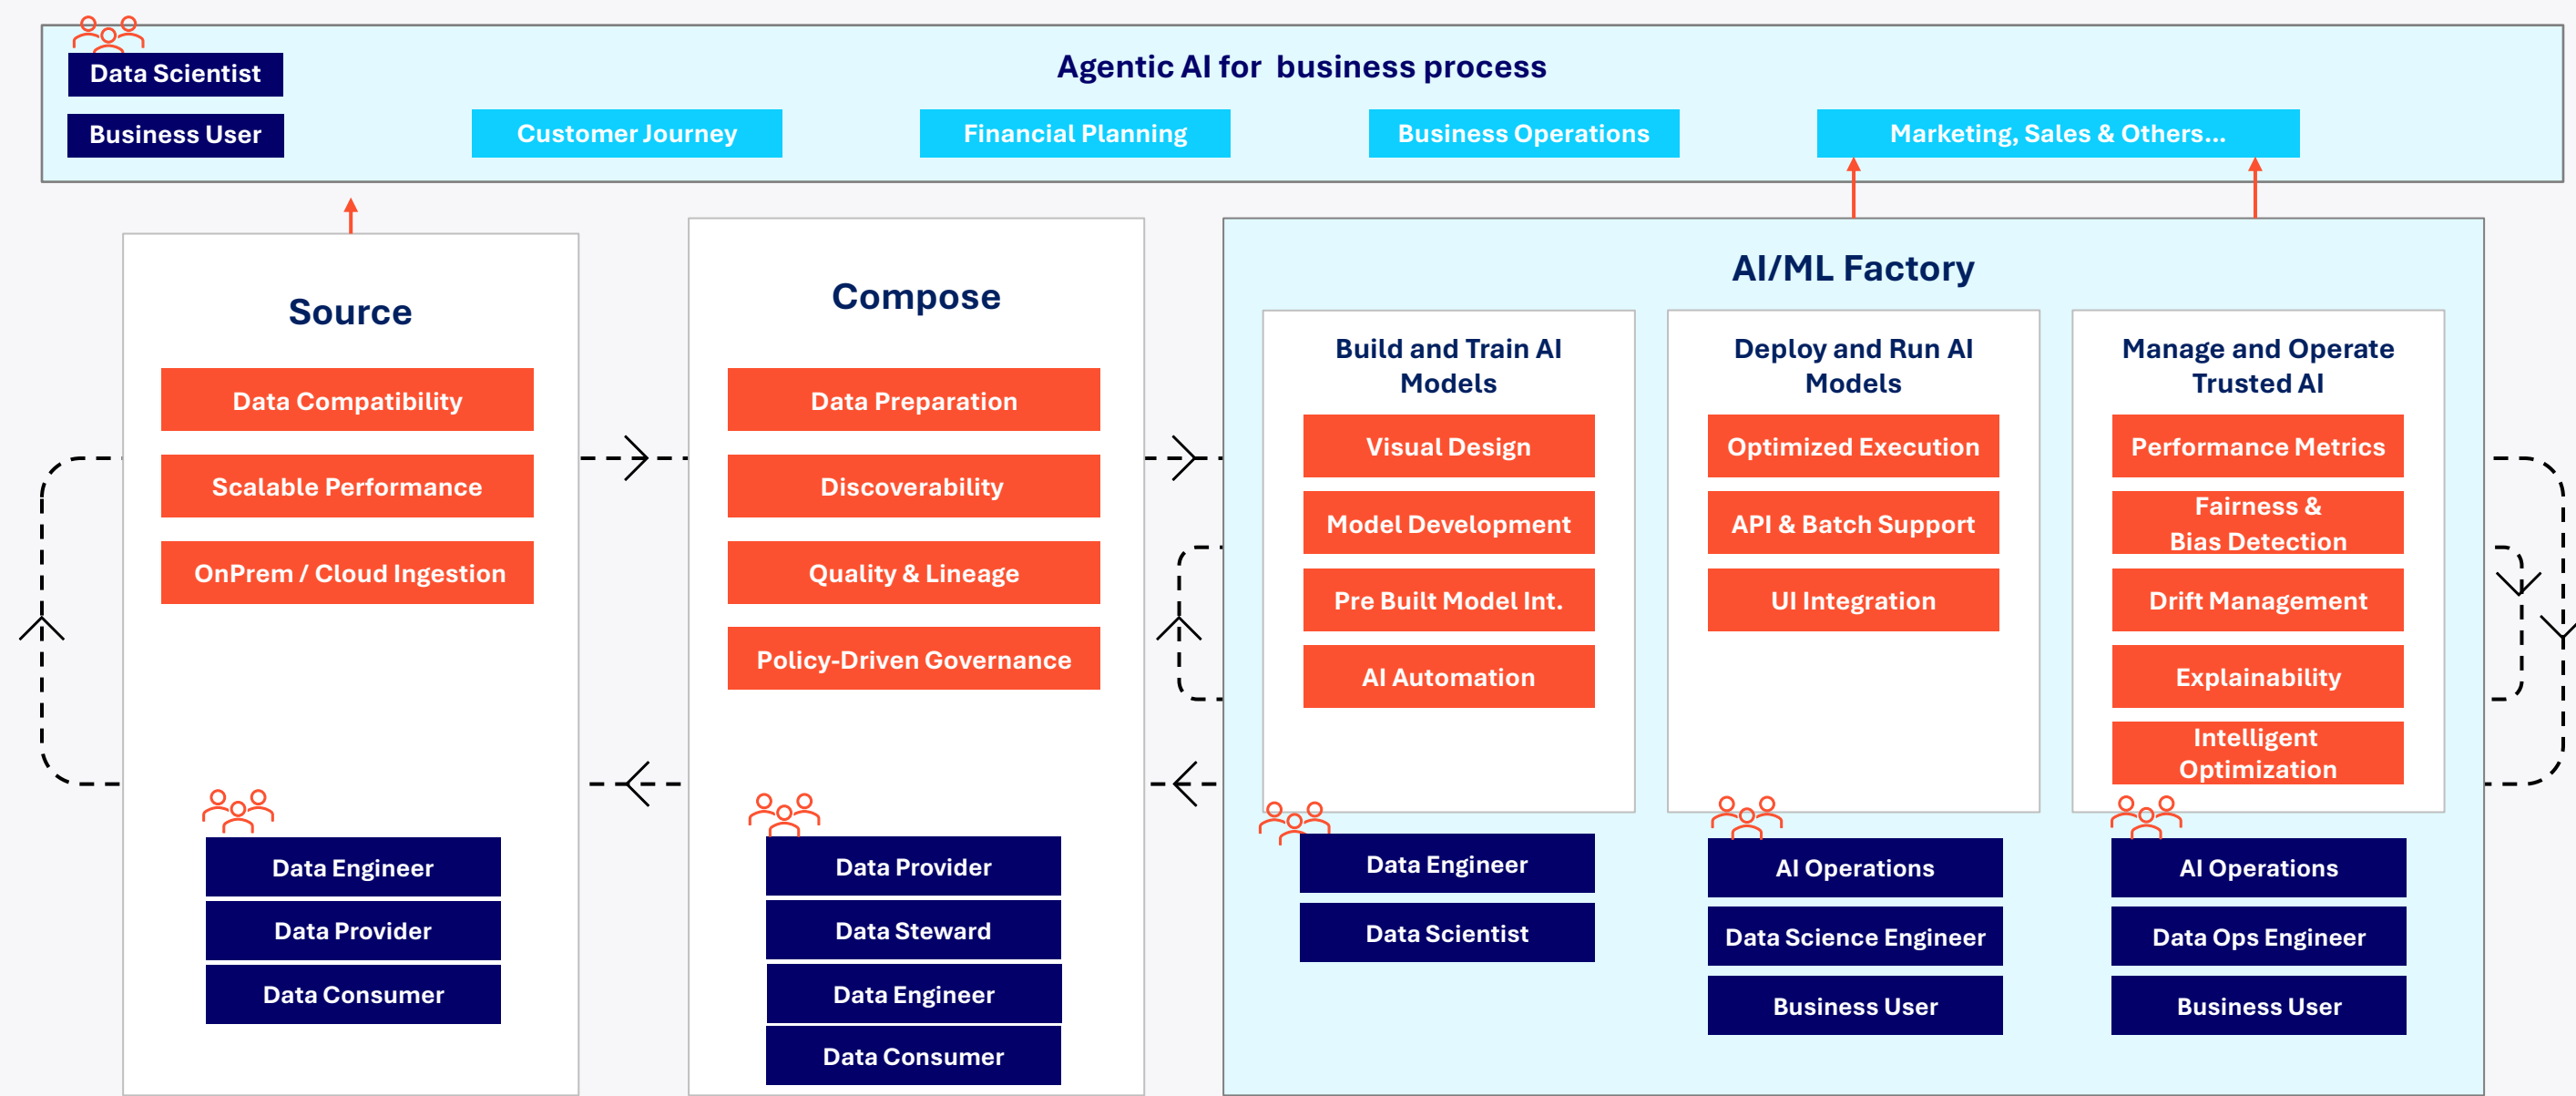 Agentic AI for  business process
Data Scientist
Business User
Customer Journey
Financial Planning
Business Operations
Marketing, Sales & Others...
Source
Data Compatibility
Scalable Performance
OnPrem / Cloud Ingestion
Data Engineer
Data Provider
Data Consumer
Compose
Data Preparation
Discoverability
Quality & Lineage
Policy-Driven Governance
Data Provider
Data Steward
Data Engineer
Data Consumer
AI/ML Factory
Build and Train AI
Models
Visual Design
Model Development
Pre Built Model Int.
AI Automation
Data Engineer
Data Scientist
Deploy and Run AI
Models
Optimized Execution
API & Batch Support
UI Integration
AI Operations
Data Science Engineer
Business User
Manage and Operate
Trusted AI
Performance Metrics
Fairness &
Bias Detection
Drift Management
Explainability
Intelligent
Optimization
AI Operations
Data Ops Engineer
Business User